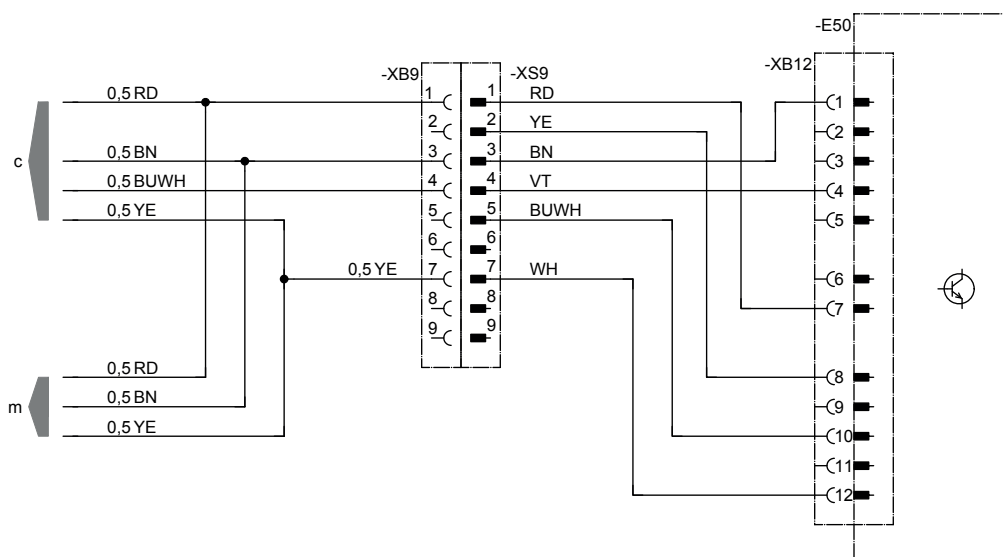 -E50
-XB9 -XS9 -XB12
0,5 RD 1 1 RD 1
2 2 YE 2
c 0,5 BN 3 3 BN 3
0,5 BUWH 4 4 VT 4
0,5 YE 5 5 BUWH 5
6 6
0,5 YE 7 7 WH 6
8 8 7
9 9
0,5 RD 8
m 0,5 BN 9
0,5 YE 10
11
12